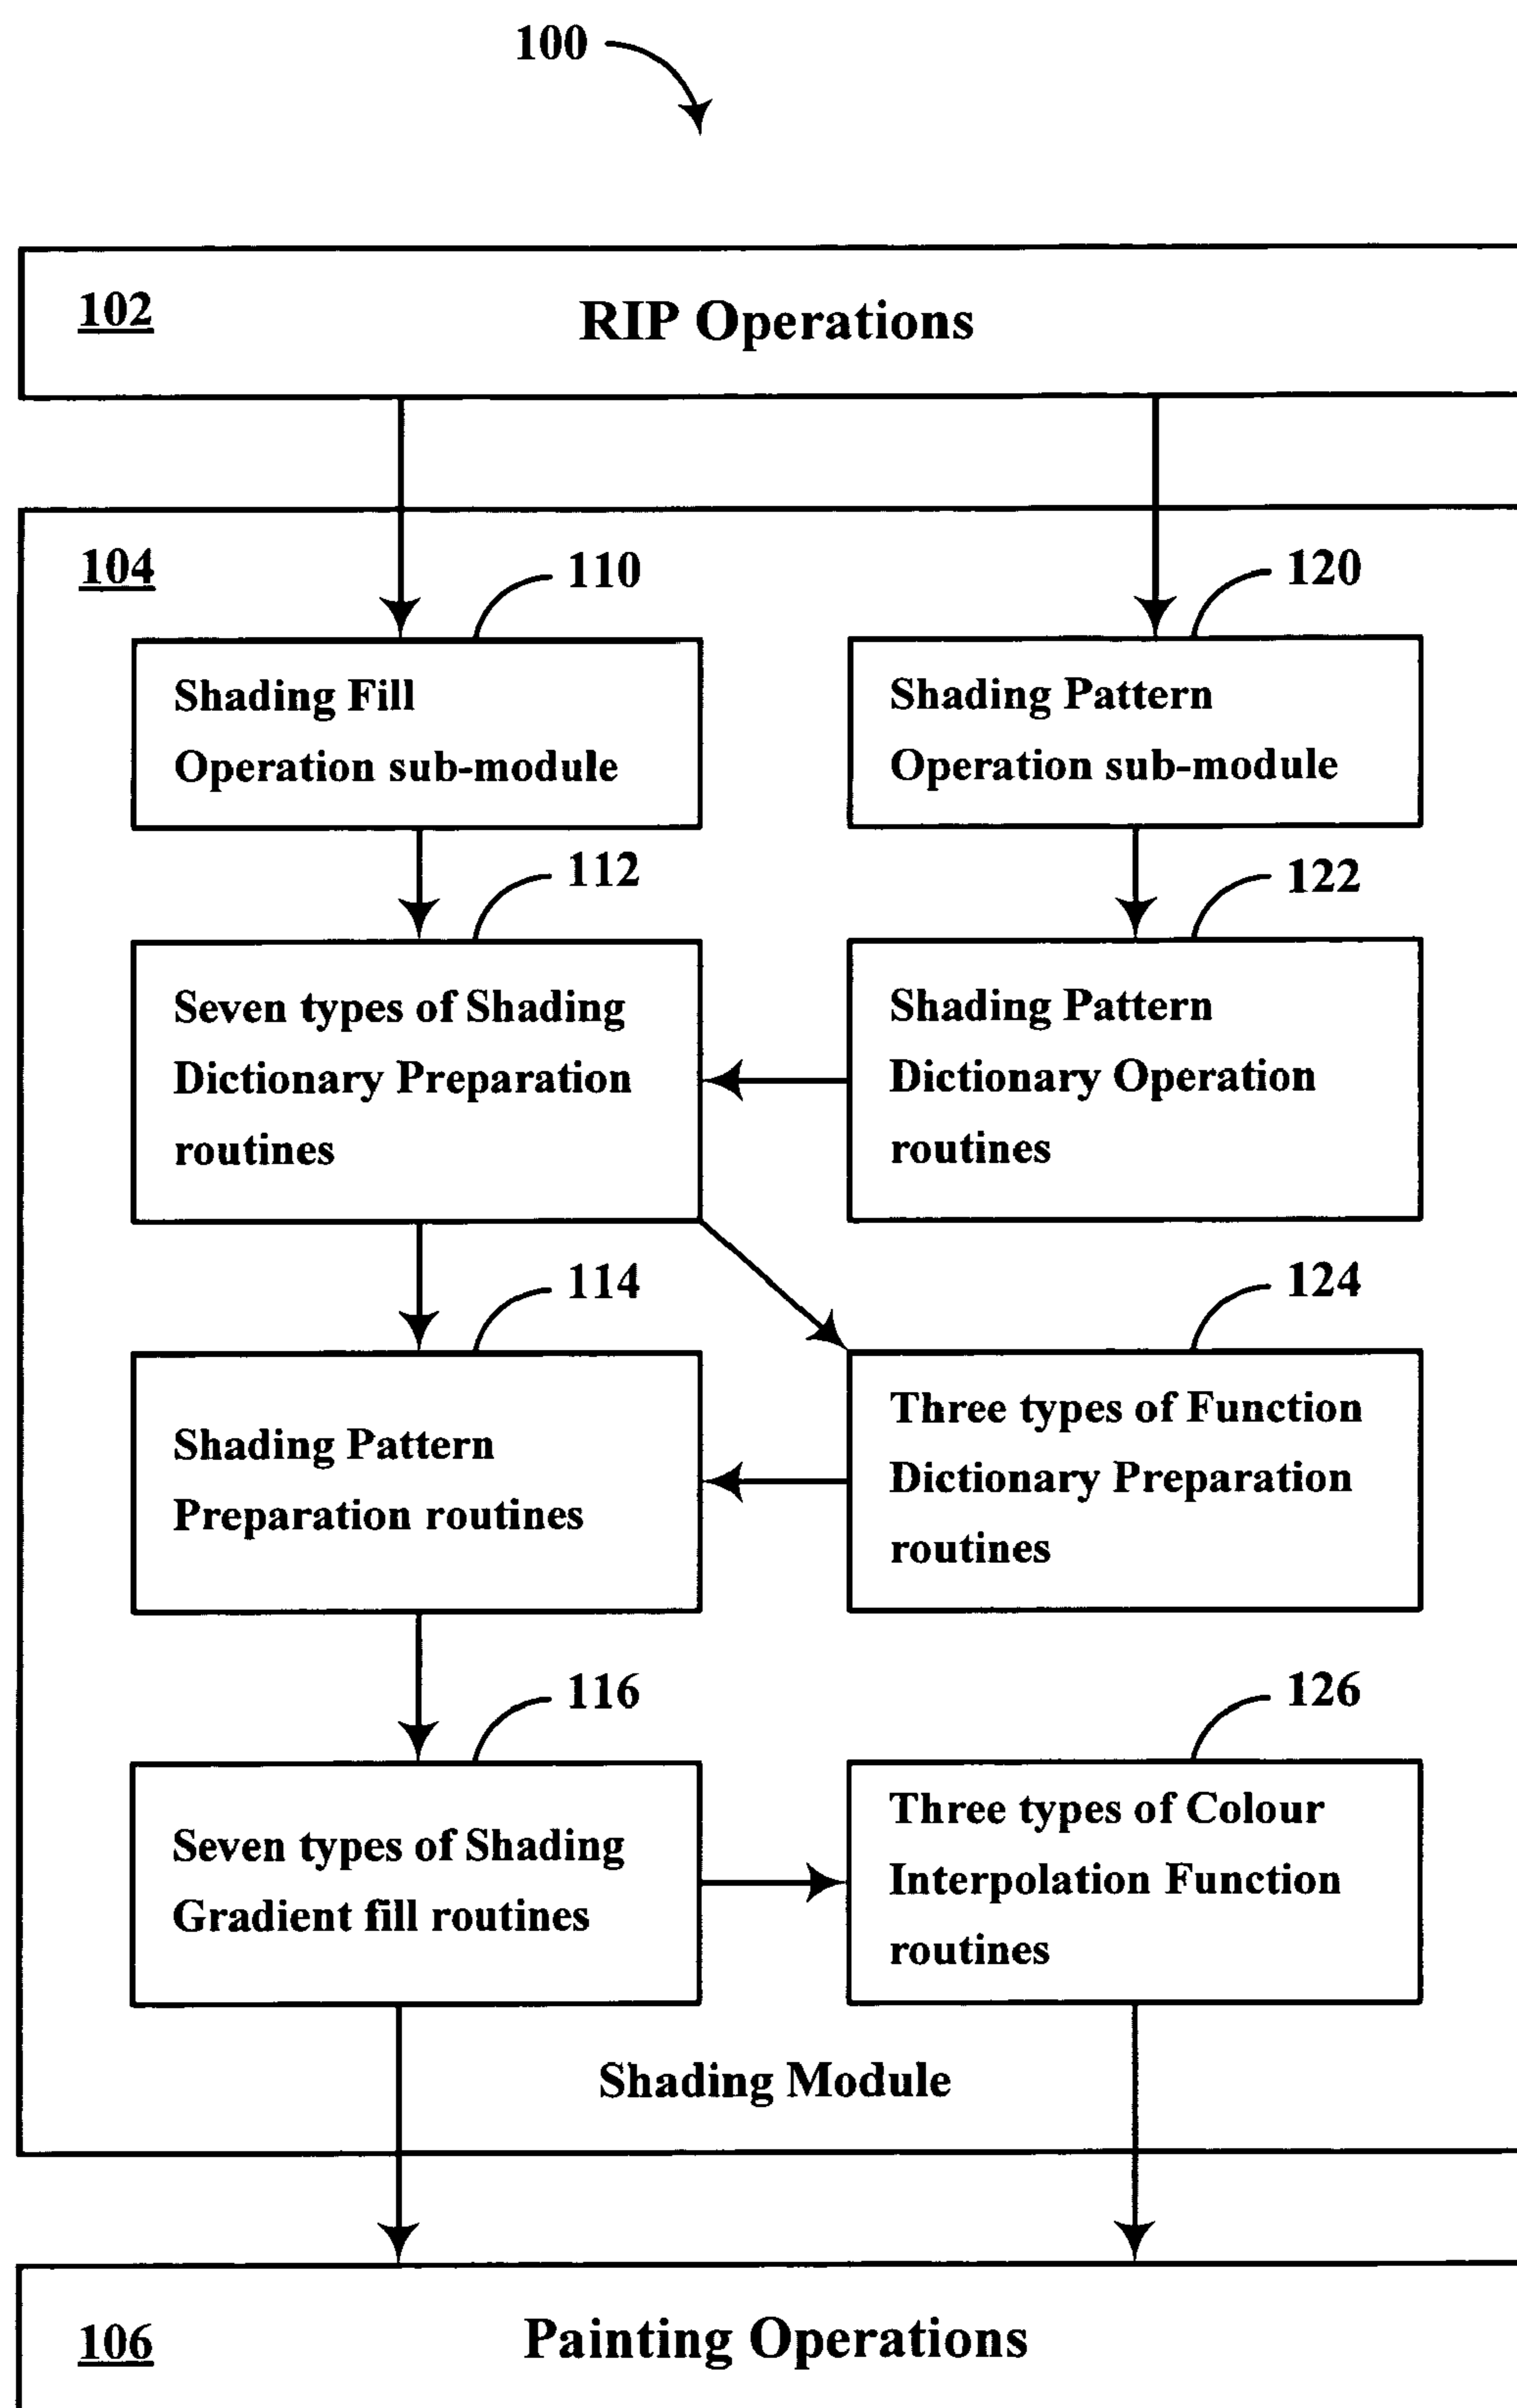 100
102
RIP Operations
104
110
120
Shading Fill
Operation sub-module
Shading Pattern
Operation sub-module
112
122
Seven types of Shading
Dictionary Preparation
routines
Shading Pattern
Dictionary Operation
routines
114
124
Shading Pattern
Preparation routines
Three types of Function
Dictionary Preparation
routines
116
126
Seven types of Shading
Gradient fill routines
Three types of Colour
Interpolation Function
routines
Shading Module
106
Painting Operations